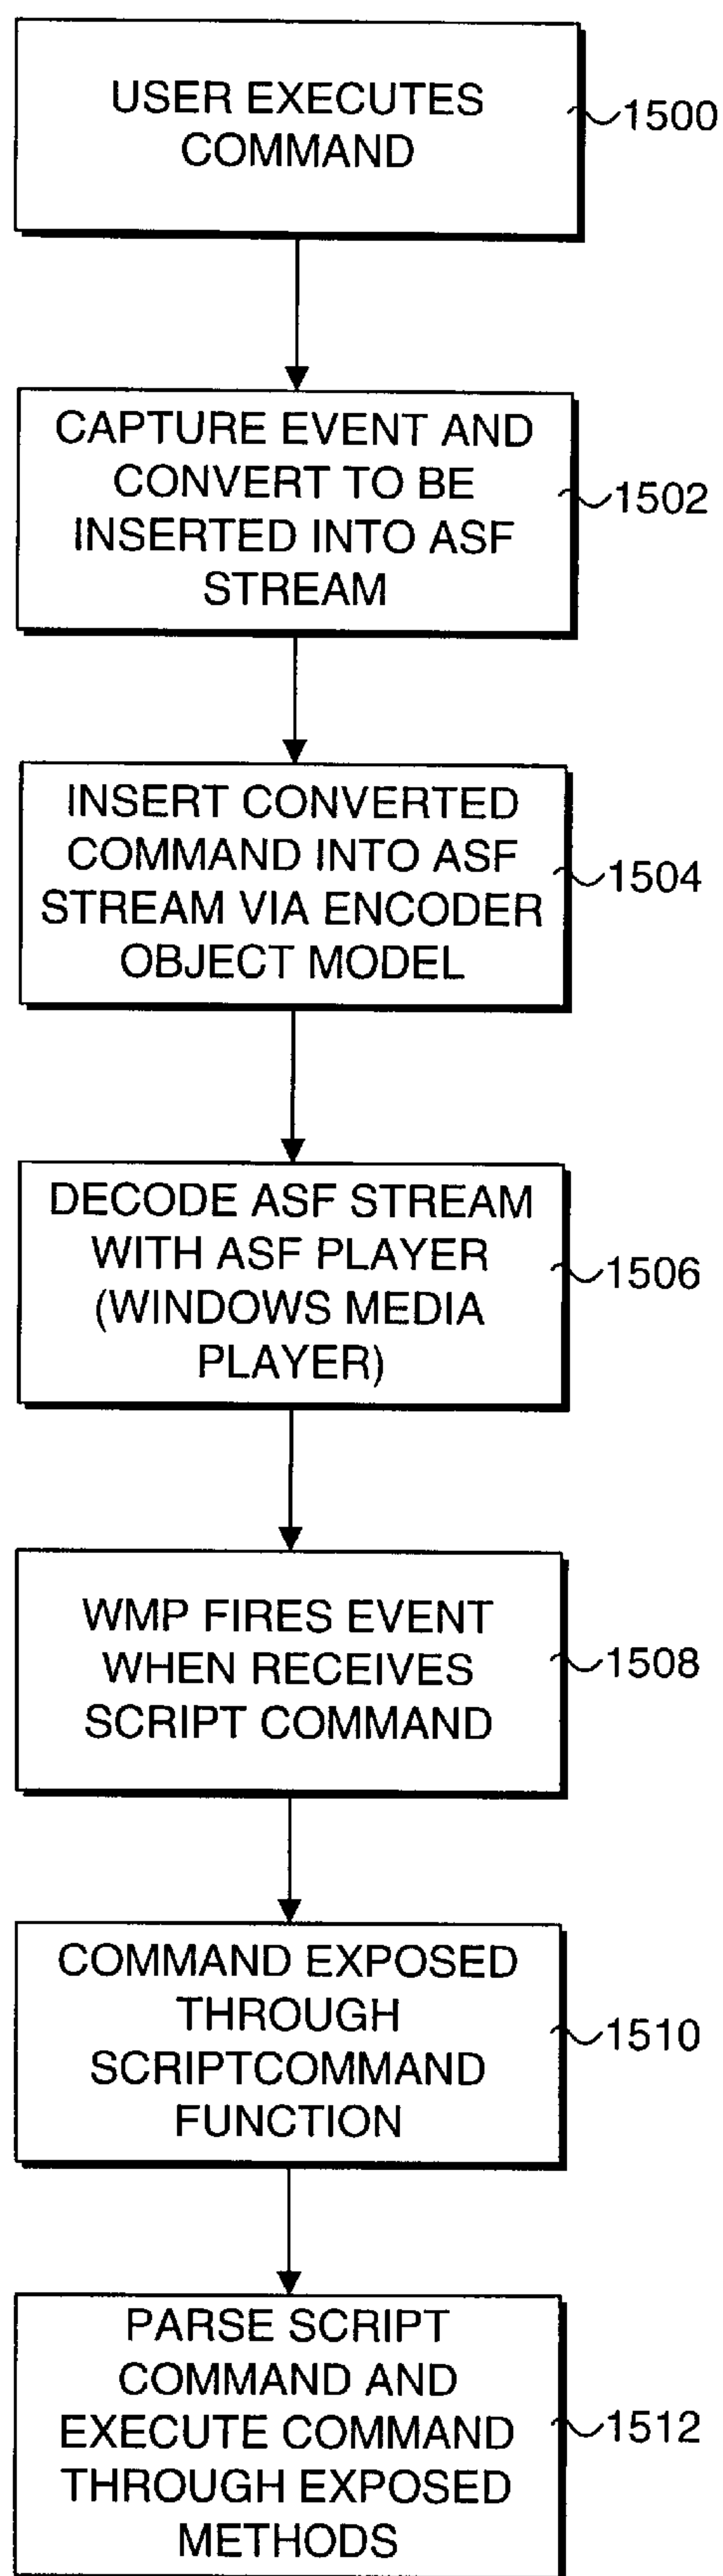 USER EXECUTES
COMMAND
1500
CAPTURE EVENT AND
CONVERT TO BE
INSERTED INTO ASF
STREAM
1502
INSERT CONVERTED
COMMAND INTO ASF
STREAM VIA ENCODER
OBJECT MODEL
1504
DECODE ASF STREAM
WITH ASF PLAYER
(WINDOWS MEDIA
PLAYER)
1506
WMP FIRES EVENT
WHEN RECEIVES
SCRIPT COMMAND
1508
COMMAND EXPOSED
THROUGH
SCRIPTCOMMAND
FUNCTION
1510
PARSE SCRIPT
COMMAND AND
EXECUTE COMMAND
THROUGH EXPOSED
METHODS
1512